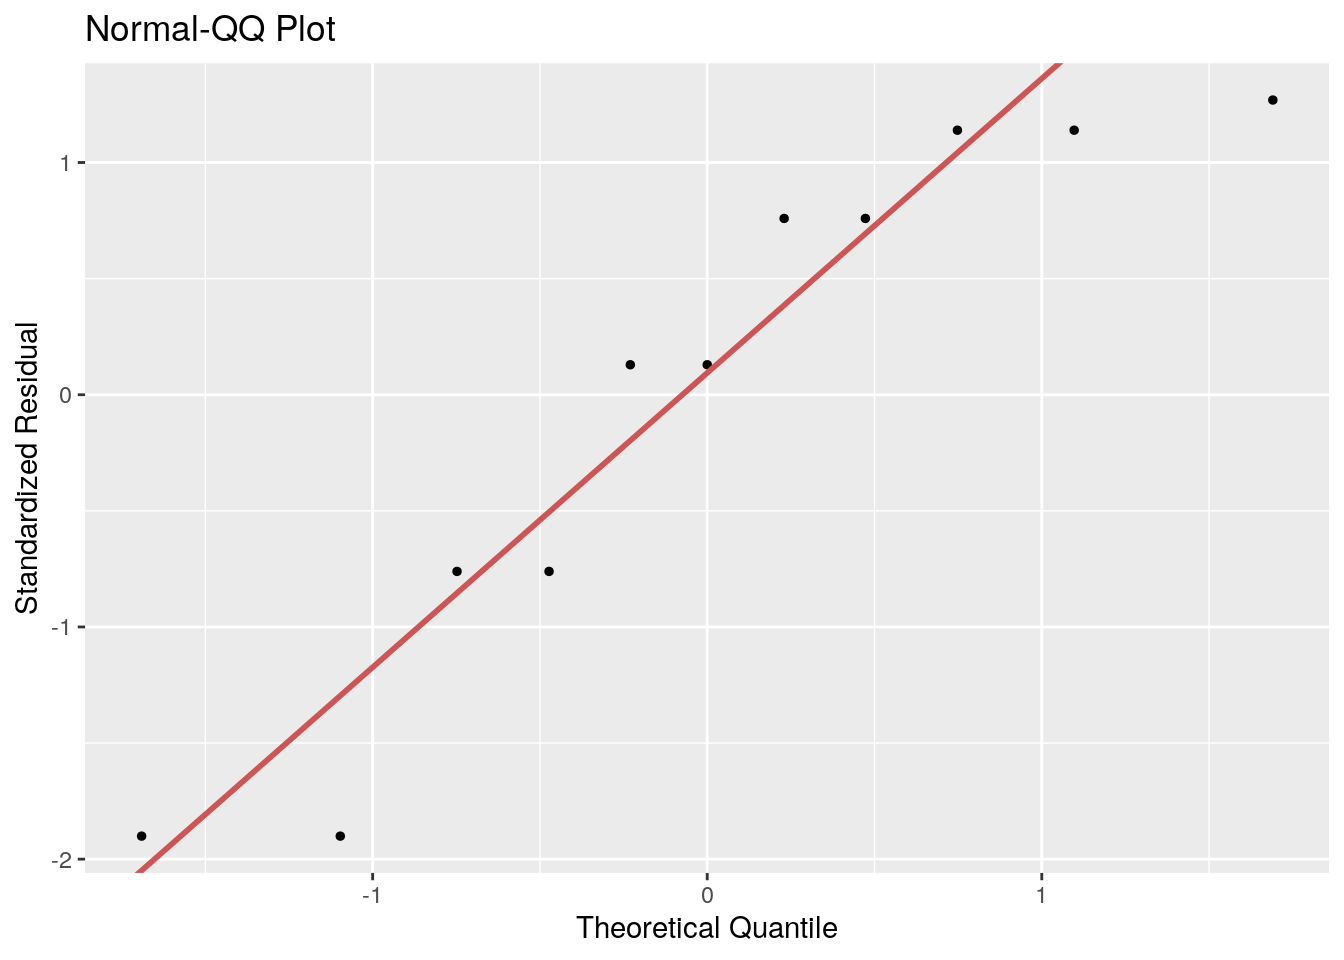 Normal-QQ Plot
Standardized Residual
1
0
-1
-2
-1
0
1
Theoretical Quantile